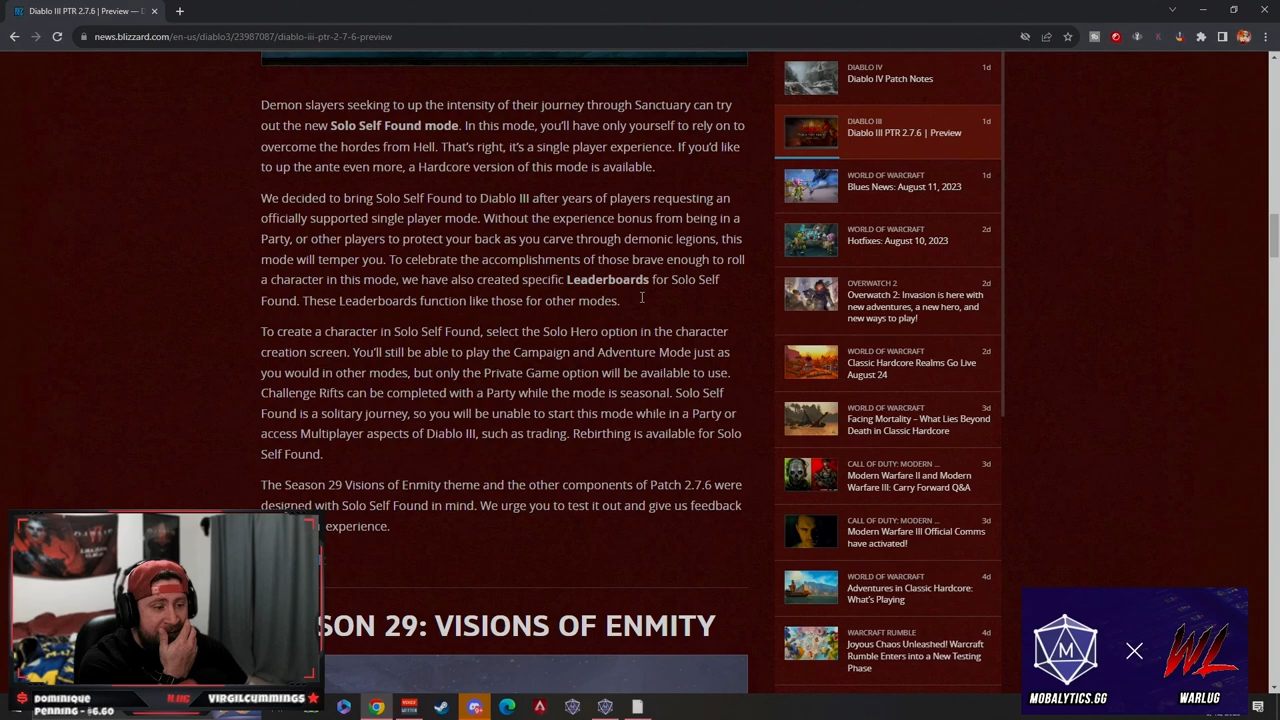 Diablo III PTR 2.7.6 | Preview —
news.blizzard.com/en-us/diablo3/23987087/diablo-iii-ptr-2-7-6-preview
Demon slayers seeking to up the intensity of their journey through Sanctuary can try
out the new Solo Self Found mode. In this mode, you'll have only yourself to rely on to
overcome the hordes from Hell. That's right, it's a single player experience. If you'd like
to up the ante even more, a Hardcore version of this mode is available.
We decided to bring Solo Self Found to Diablo III after years of players requesting an
officially supported single player mode. Without the experience bonus from being in a
Party, or other players to protect your back as you carve through demonic legions, this
mode will temper you. To celebrate the accomplishments of those brave enough to roll
a character in this mode, we have also created specific Leaderboards for Solo Self
Found. These Leaderboards function like those for other modes.
To create a character in Solo Self Found, select the Solo Hero option in the character
creation screen. You'll still be able to play the Campaign and Adventure Mode just as
you would in other modes, but only the Private Game option will be available to use.
Challenge Rifts can be completed with a Party while the mode is seasonal. Solo Self
Found is a solitary journey, so you will be unable to start this mode while in a Party or
access Multiplayer aspects of Diablo III, such as trading. Rebirthing is available for Solo
Self Found.
The Season 29 Visions of Enmity theme and the other components of Patch 2.7.6 were
designed with Solo Self Found in mind. We urge you to test it out and give us feedback
experience.
SON 29: VISIONS OF ENMITY
DIABLO IV 1d
Diablo IV Patch Notes
DIABLO III 1d
Diablo III PTR 2.7.6 | Preview
WORLD OF WARCRAFT 1d
Blues News: August 11, 2023
WORLD OF WARCRAFT 2d
Hotfixes: August 10, 2023
OVERWATCH 2 2d
Overwatch 2: Invasion is here with
new adventures, a new hero, and
new ways to play!
WORLD OF WARCRAFT 2d
Classic Hardcore Realms Go Live
August 24
WORLD OF WARCRAFT 3d
Facing Mortality – What Lies Beyond
Death in Classic Hardcore
CALL OF DUTY: MODERN ... 3d
Modern Warfare II and Modern
Warfare III: Carry Forward Q&A
CALL OF DUTY: MODERN ... 3d
Modern Warfare III Official Comms
have activated!
WORLD OF WARCRAFT 4d
Adventures in Classic Hardcore:
What's Playing
WARCRAFT RUMBLE 4d
Joyous Chaos Unleashed! Warcraft
Rumble Enters into a New Testing
Phase
$ Dominique
Penning - $6.60
VIRGILCUMMINGS
M
WL
MOBALYTICS.GG
WARLUG